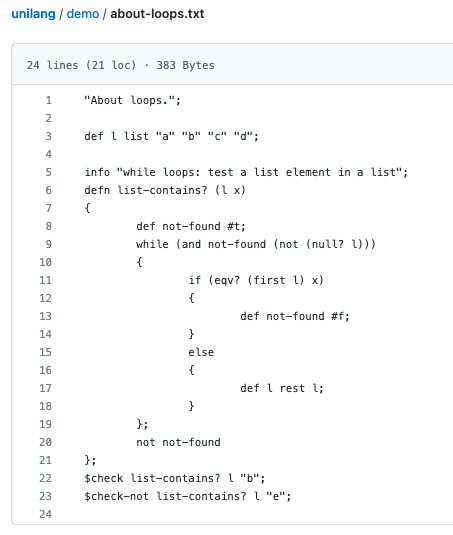 unilang / demo / about-loops.txt
24 lines (21 loc) · 383 Bytes
1 "About loops.";
2
3 def l list "a" "b" "c" "d";
4
5 info "while loops: test a list element in a list";
6 defn list-contains? (l x)
7 {
8 def not-found #t;
9 while (and not-found (not (null? l)))
10 {
11 if (eqv? (first l) x)
12 {
13 def not-found #f;
14 }
15 else
16 {
17 def l rest l;
18 }
19 };
20 not not-found
21 };
22 $check list-contains? l "b";
23 $check-not list-contains? l "e";
24